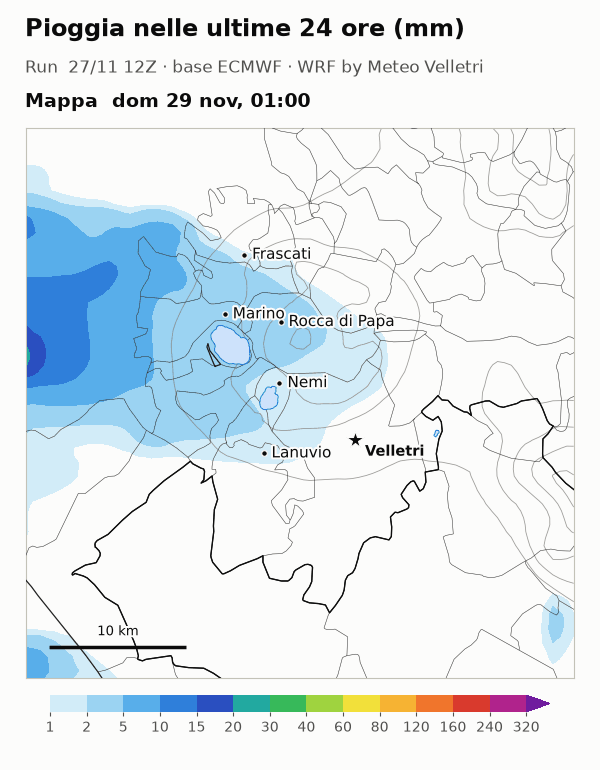 Pioggia nelle ultime 24 ore (mm)
Run  27/11 12Z · base ECMWF · WRF by Meteo Velletri
Mappa  dom 29 nov, 01:00
Frascati
Marino
Rocca di Papa
Nemi
Velletri
Lanuvio
10 km
1 2 5 10 15 20 30 40 60 80 120 160 240 320